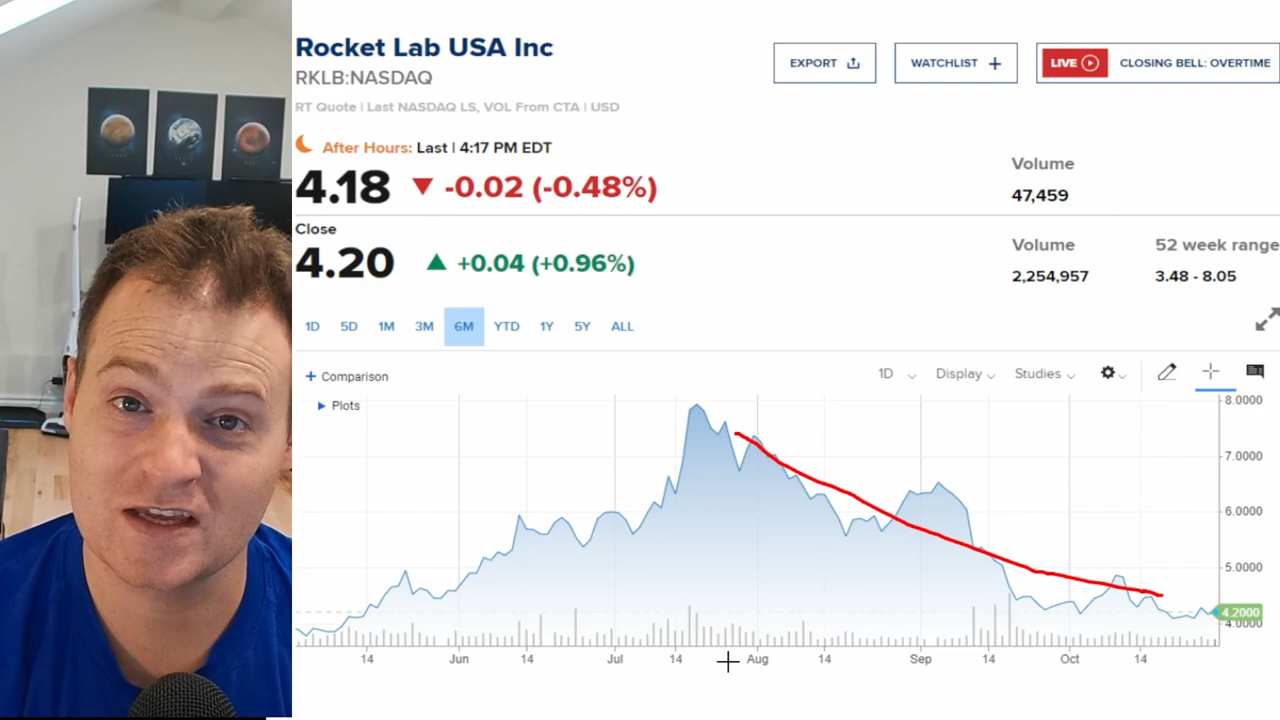 Rocket Lab USA Inc
RKLB:NASDAQ
RT Quote | Last NASDAQ LS, VOL From CTA | USD
EXPORT
WATCHLIST +
LIVE
CLOSING BELL: OVERTIME
After Hours: Last | 4:17 PM EDT
4.18 ▼ -0.02 (-0.48%)
Volume
47,459
Close
4.20 ▲ +0.04 (+0.96%)
Volume
2,254,957
52 week range
3.48 - 8.05
1D 5D 1M 3M 6M YTD 1Y 5Y ALL
+ Comparison
1D Display Studies
▶ Plots
8.0000
7.0000
6.0000
5.0000
4.2000
4.0000
14 Jun 14 Jul 14 Aug 14 Sep 14 Oct 14